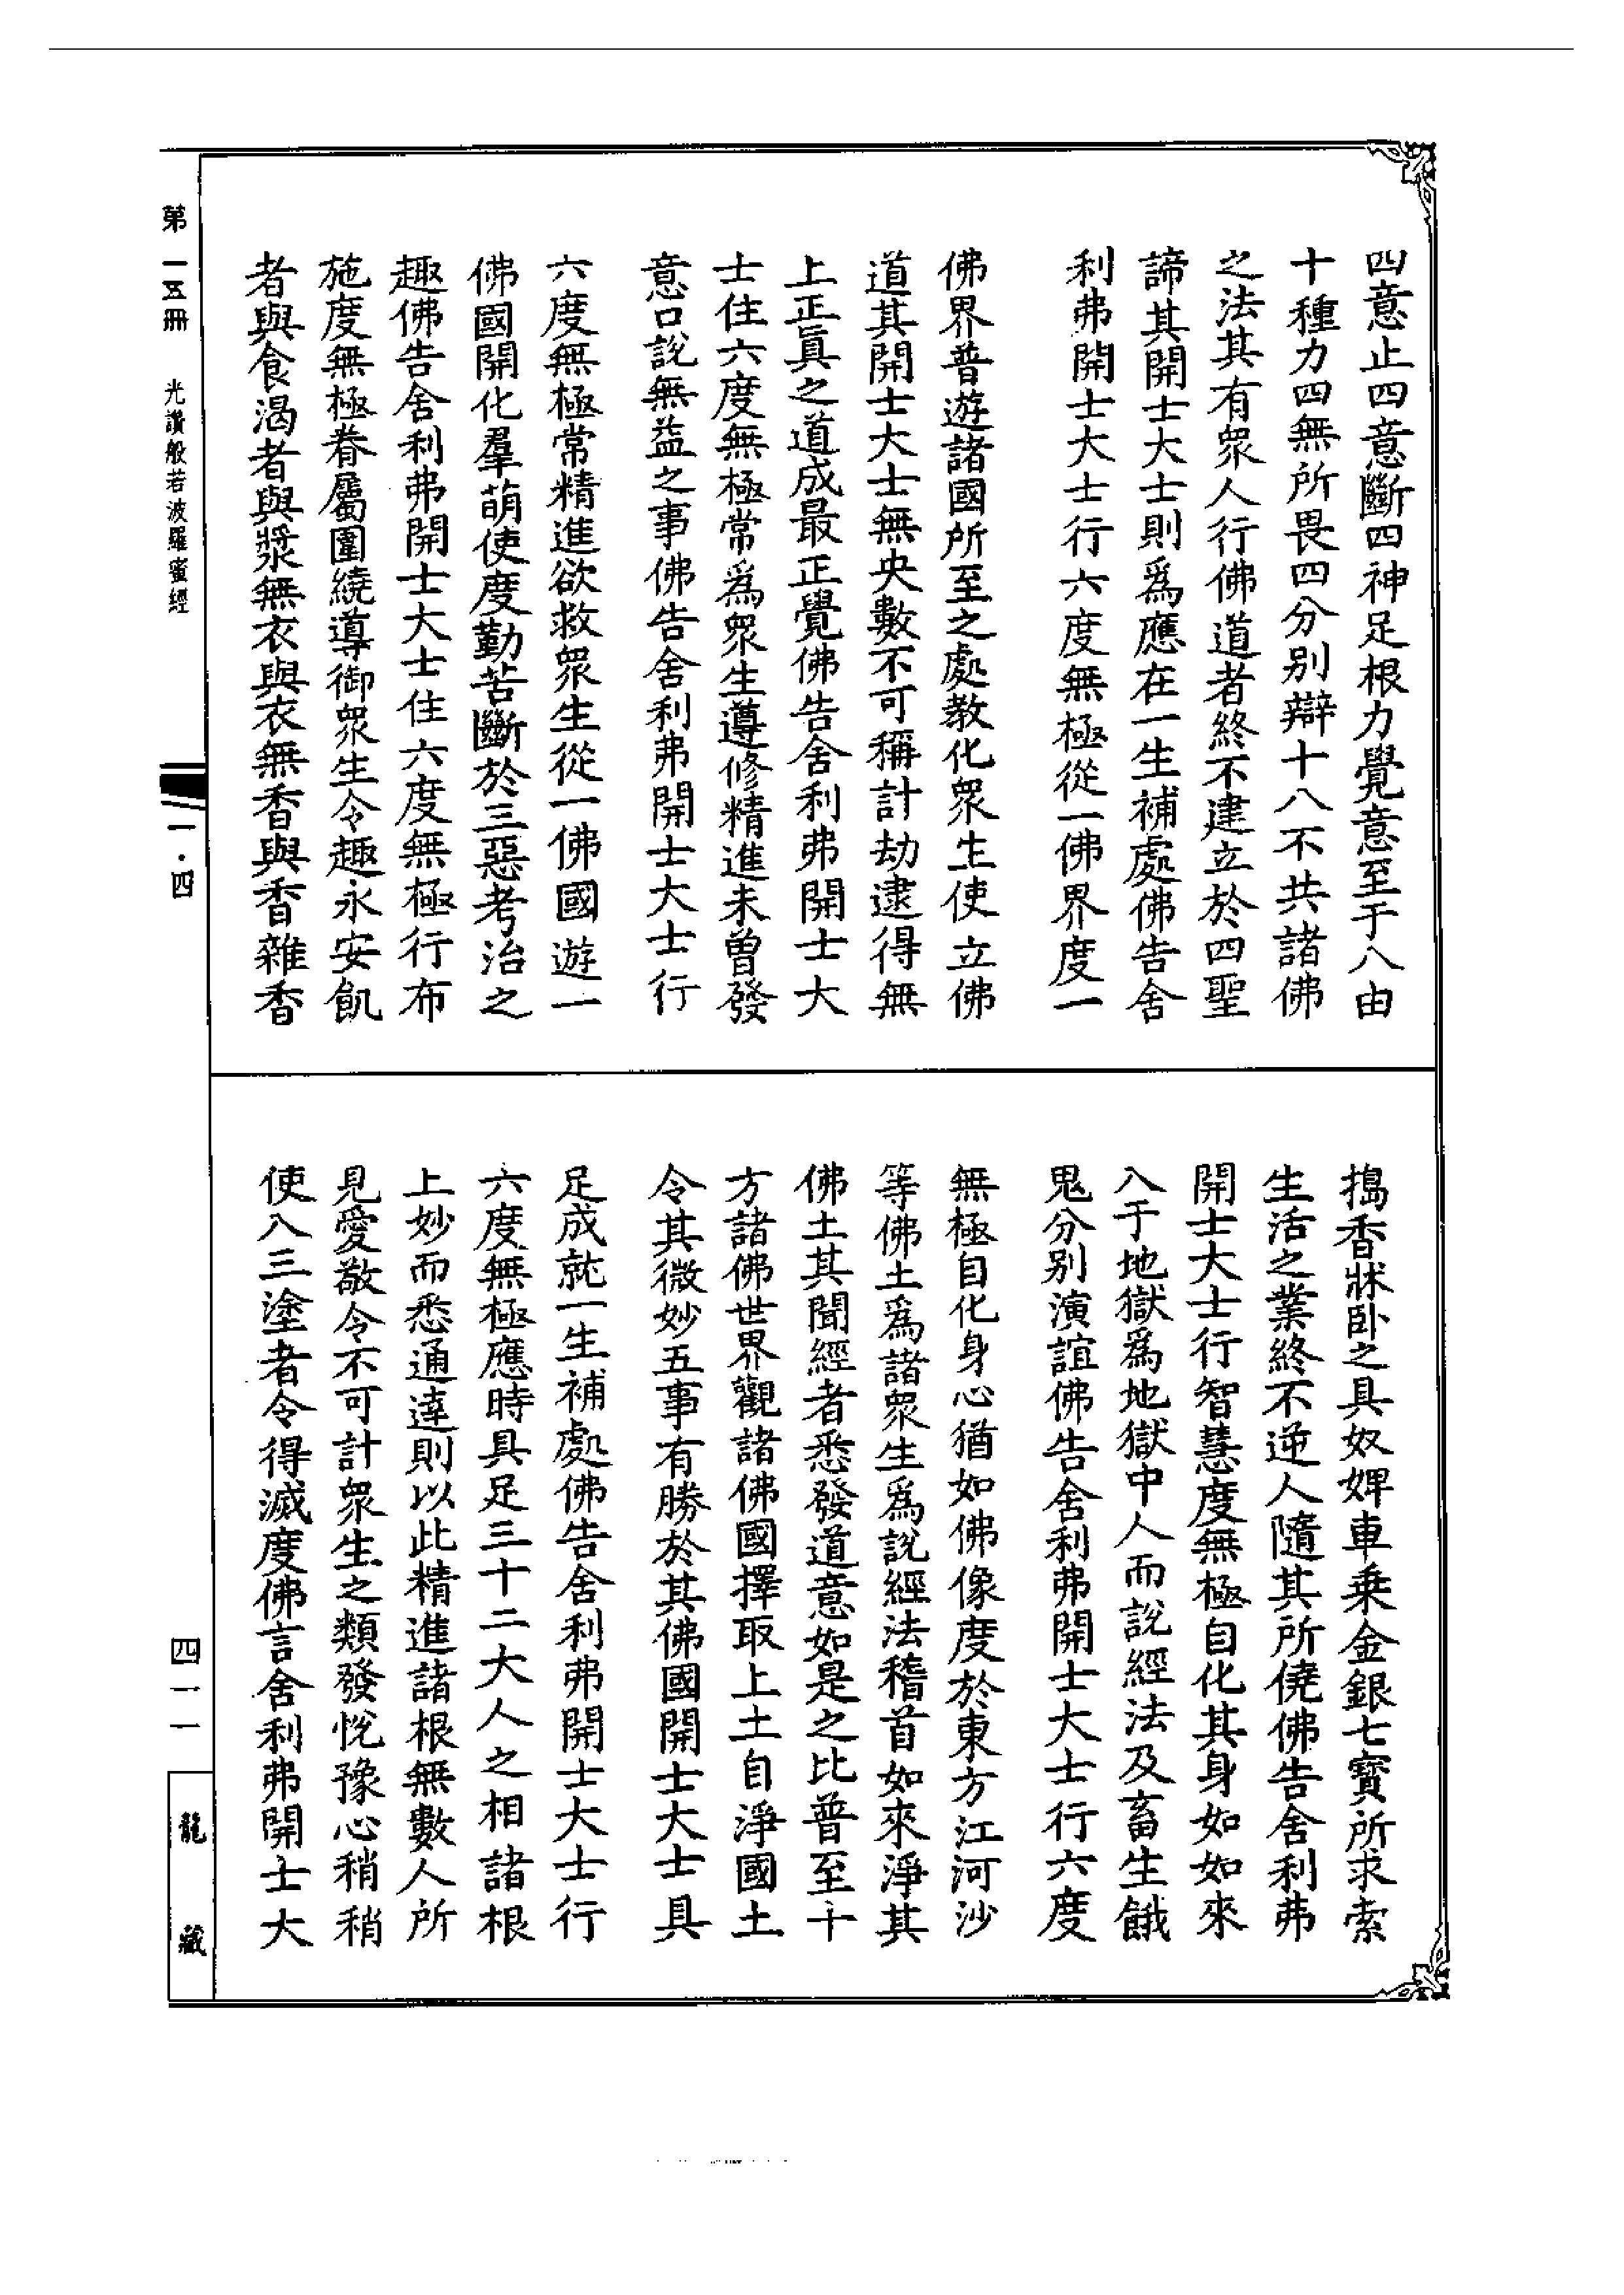 四意止四意斷四神足根力覺意至于八由
十種力四無所畏四分別辯十八不共諸佛
之法其有衆人行佛道者終不建立於四聖
諦其開士大士則爲應在一生補處佛告舍
利弗開士大士行六度無極從一佛界度一
佛界普遊諸國所至之處教化衆生使立佛
道其開士大士無央數不可稱計劫逮得無
上正眞之道成最正覺佛告舍利弗開士大
士住六度無極常爲衆生遵修精進未曾發
意口說無益之事佛告舍利弗開士大士行
六度無極常精進欲救衆生從一佛國遊一
佛國開化羣萌使度勤苦斷於三惡考治之
趣佛告舍利弗開士大士住六度無極行布
施度無極眷屬圍繞導御衆生令趣永安飢
者與食渴者與漿無衣與衣無香與香雜香
擣香牀臥之具奴婢車乘金銀七寶所求索
生活之業終不逆人隨其所僥佛告舍利弗
開士大士行智慧度無極自化其身如如來
入于地獄爲地獄中人而說經法及畜生餓
鬼分別演誼佛告舍利弗開士大士行六度
無極自化身心猶如佛像度於東方江河沙
等佛土爲諸衆生爲說經法稽首如來淨其
佛土其聞經者悉發道意如是之比普至十
方諸佛世界觀諸佛國擇取上土自淨國土
令其微妙五事有勝於其佛國開士大士具
足成就一生補處佛告舍利弗開士大士行
六度無極應時具足三十二大人之相諸根
上妙而悉通達則以此精進諸根無數人所
見愛敬令不可計衆生之類發悅豫心稍稍
使入三塗者令得滅度佛言舍利弗開士大
第一五冊 光讚般若波羅蜜經
一·四
四一一
龍藏